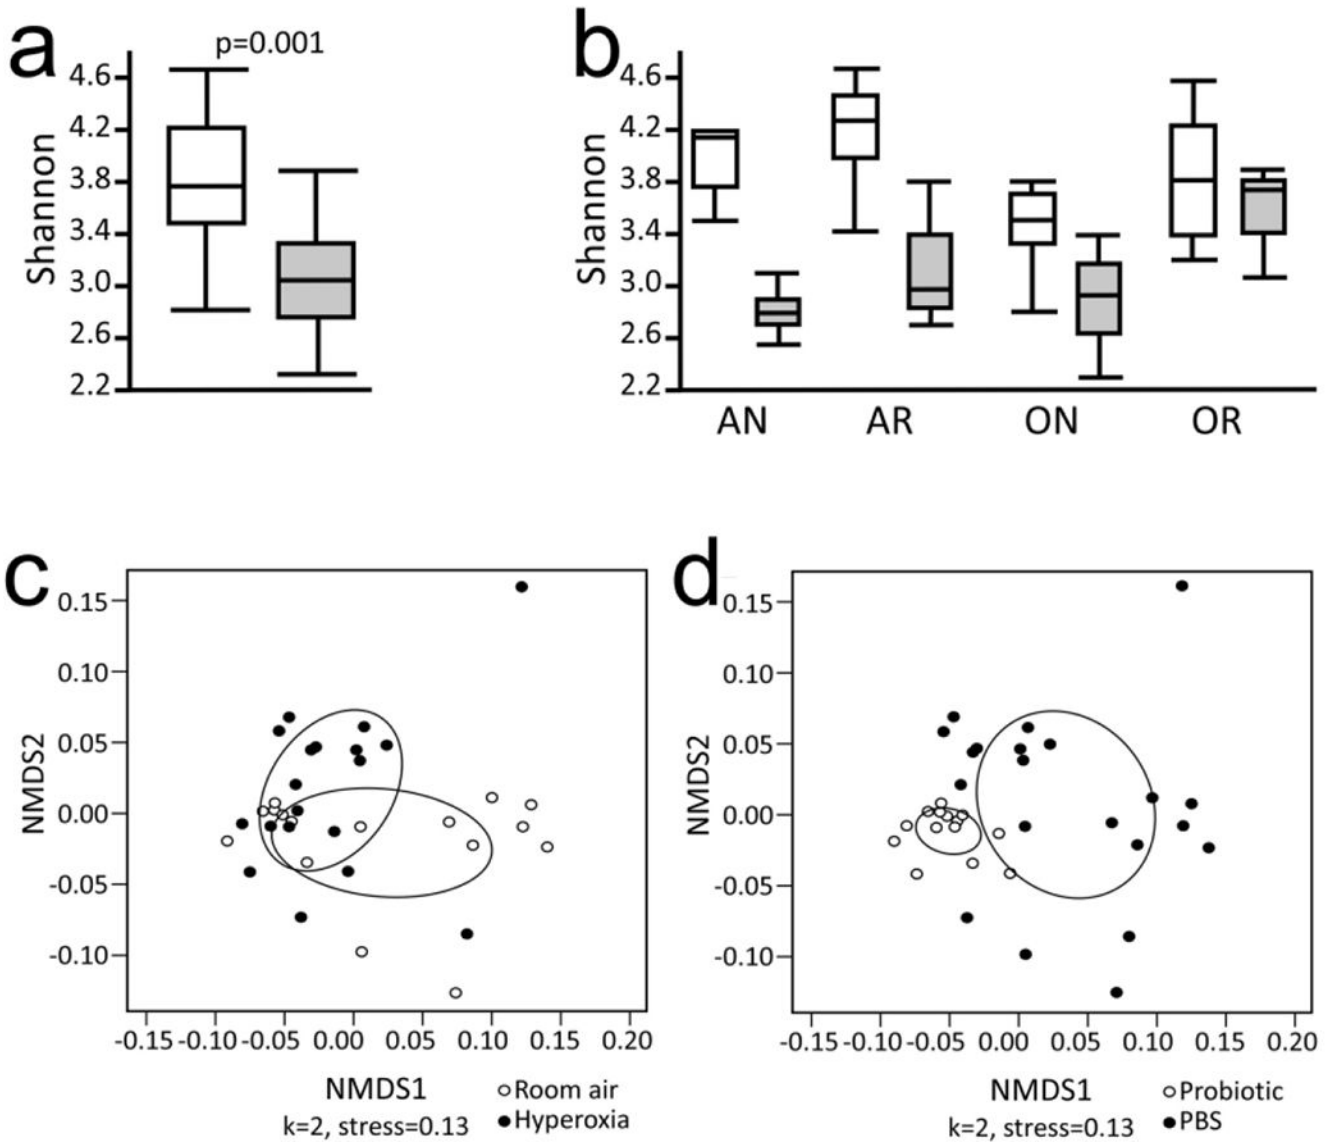 a
p=0.001
Shannon
4.6
4.2
3.8
3.4
3.0
2.6
2.2
b
Shannon
4.6
4.2
3.8
3.4
3.0
2.6
2.2
AN AR ON OR
c
NMDS2
0.15
0.10
0.05
0.00
-0.05
-0.10
-0.15 -0.10 -0.05 0.00 0.05 0.10 0.15 0.20
NMDS1
k=2, stress=0.13
Room air
Hyperoxia
d
NMDS2
0.15
0.10
0.05
0.00
-0.05
-0.10
-0.15 -0.10 -0.05 0.00 0.05 0.10 0.15 0.20
NMDS1
k=2, stress=0.13
Probiotic
PBS